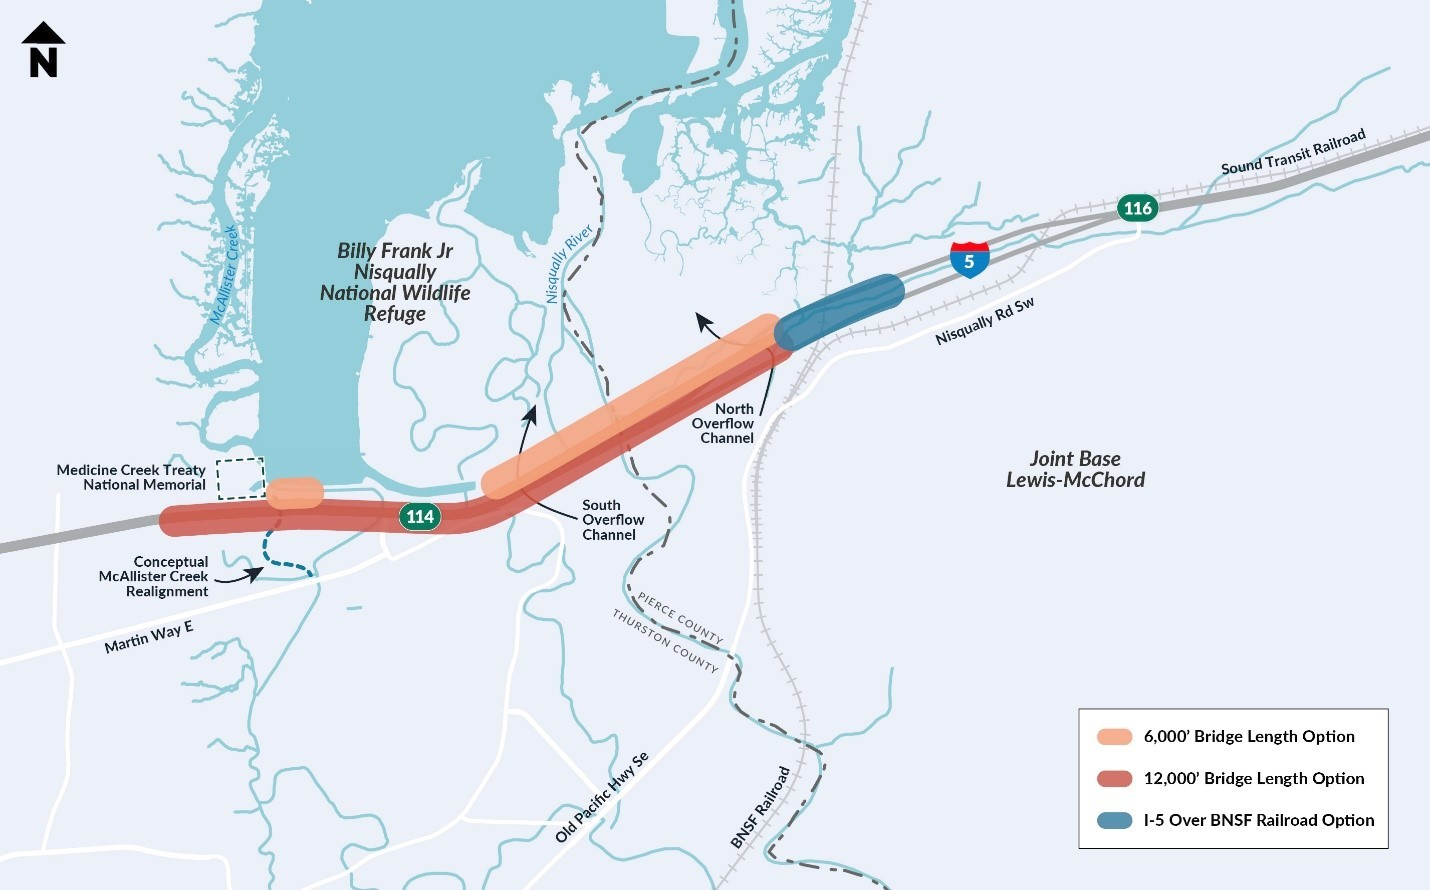 N
Sound Transit Railroad
116
5
Nisqually Rd Sw
McAllister Creek
Billy Frank Jr
Nisqually
National Wildlife
Refuge
Nisqually River
North
Overflow
Channel
Joint Base
Lewis-McChord
Medicine Creek Treaty
National Memorial
114
South
Overflow
Channel
Conceptual
McAllister Creek
Realignment
Martin Way E
PIERCE COUNTY
THURSTON COUNTY
Old Pacific Hwy Se
BNSF Railroad
6,000’ Bridge Length Option
12,000’ Bridge Length Option
I-5 Over BNSF Railroad Option